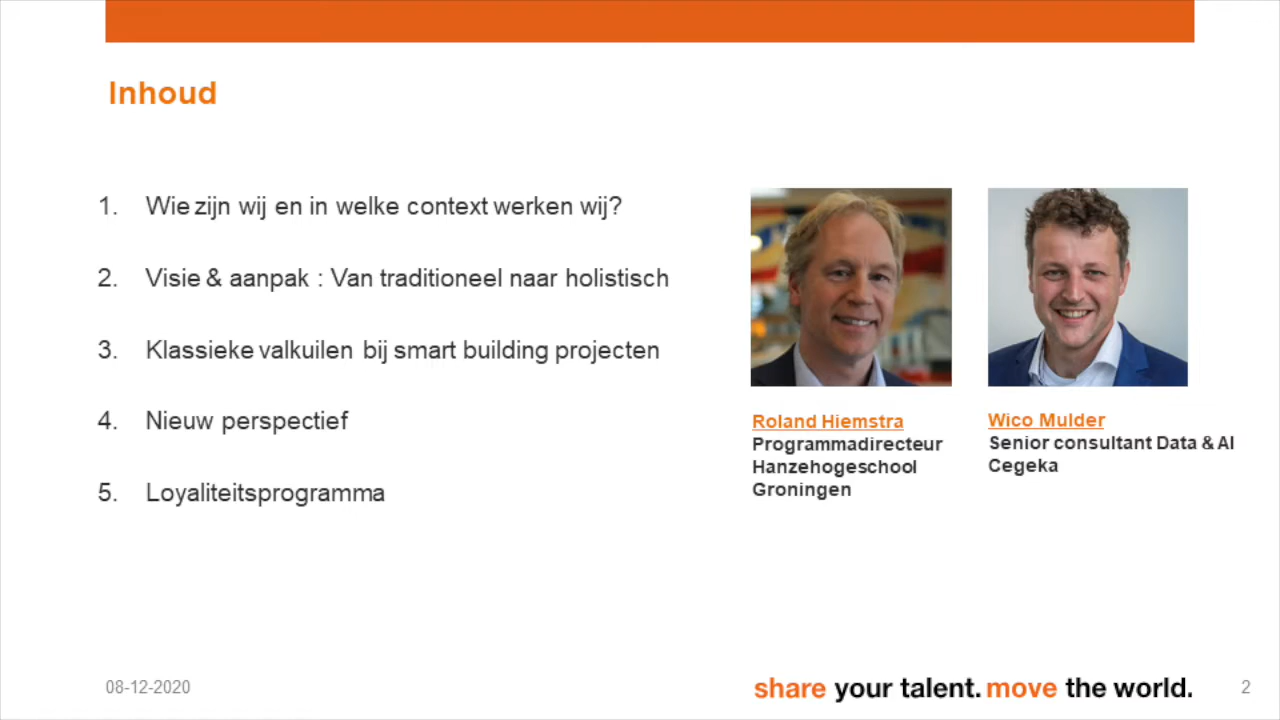 Inhoud
1. Wie zijn wij en in welke context werken wij?
2. Visie & aanpak : Van traditioneel naar holistisch
3. Klassieke valkuilen bij smart building projecten
4. Nieuw perspectief
5. Loyaliteitsprogramma
Roland Hiemstra
Programmadirecteur
Hanzehogeschool
Groningen
Wico Mulder
Senior consultant Data & AI
Cegeka
08-12-2020
share your talent. move the world.
2